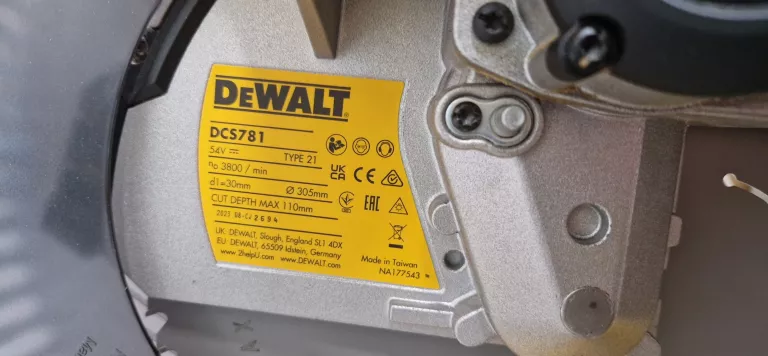 DEWALT
DCS781
54V ⎓ TYPE 21
n₀ 3800 / min
d1=30mm Ø 305mm
CUT DEPTH MAX 110mm
UK CA CE
EAC
UK: DEWALT, Slough, England SL1 4DX
EU: DEWALT, 65509 Idstein, Germany
www.2helpU.com www.DEWALT.com
Made in Taiwan
NA177543